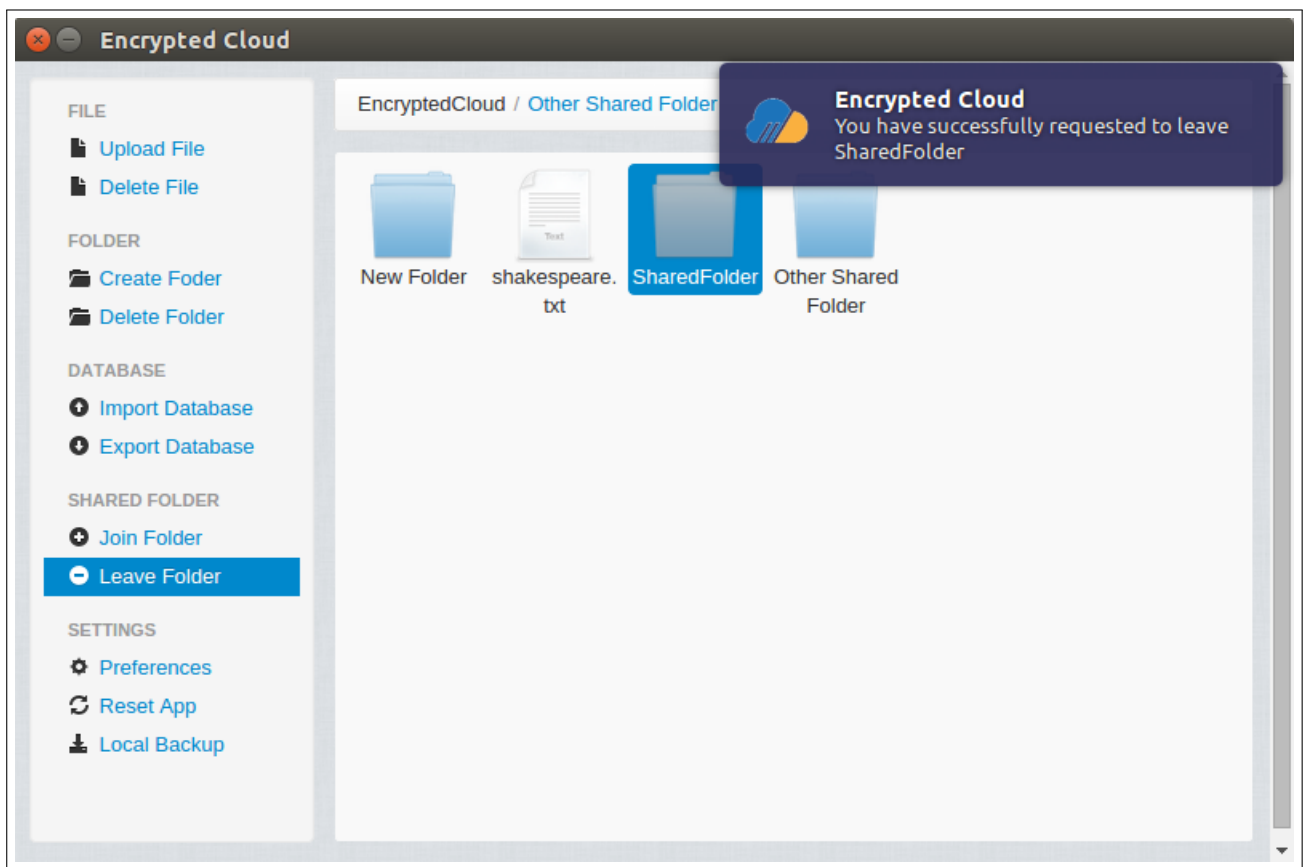 Encrypted Cloud
FILE
Upload File
Delete File
FOLDER
Create Foder
Delete Folder
DATABASE
Import Database
Export Database
SHARED FOLDER
Join Folder
Leave Folder
SETTINGS
Preferences
Reset App
Local Backup
EncryptedCloud / Other Shared Folder
Encrypted Cloud
You have successfully requested to leave
SharedFolder
New Folder
Text
shakespeare.
txt
SharedFolder
Other Shared
Folder